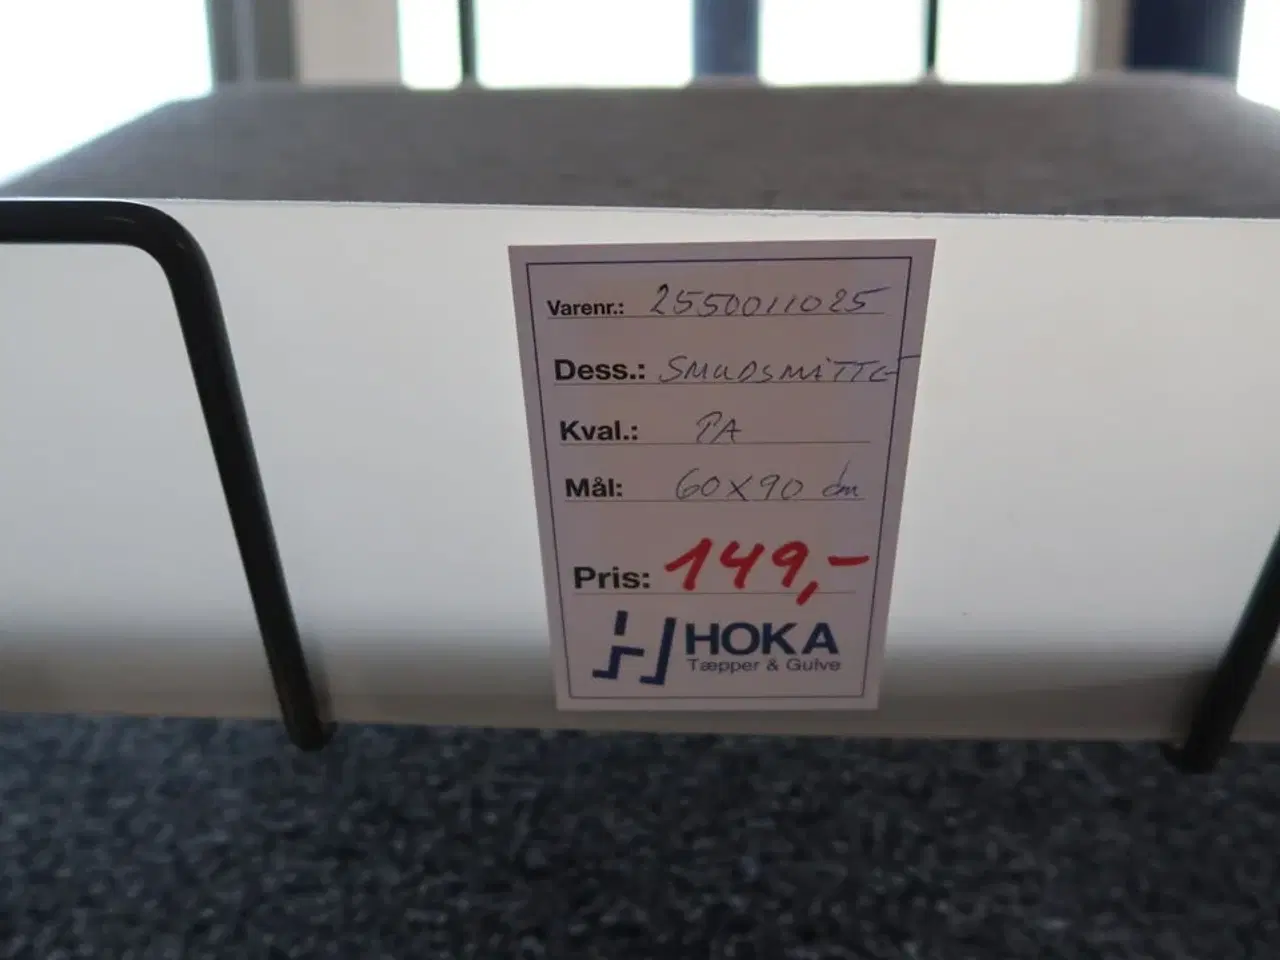 Varenr.: 2550011025
Dess.: SMUDSMÅTTE
Kval.: PA
Mål: 60x90 cm
Pris: 149,-
HOKA
Tæpper & Gulve